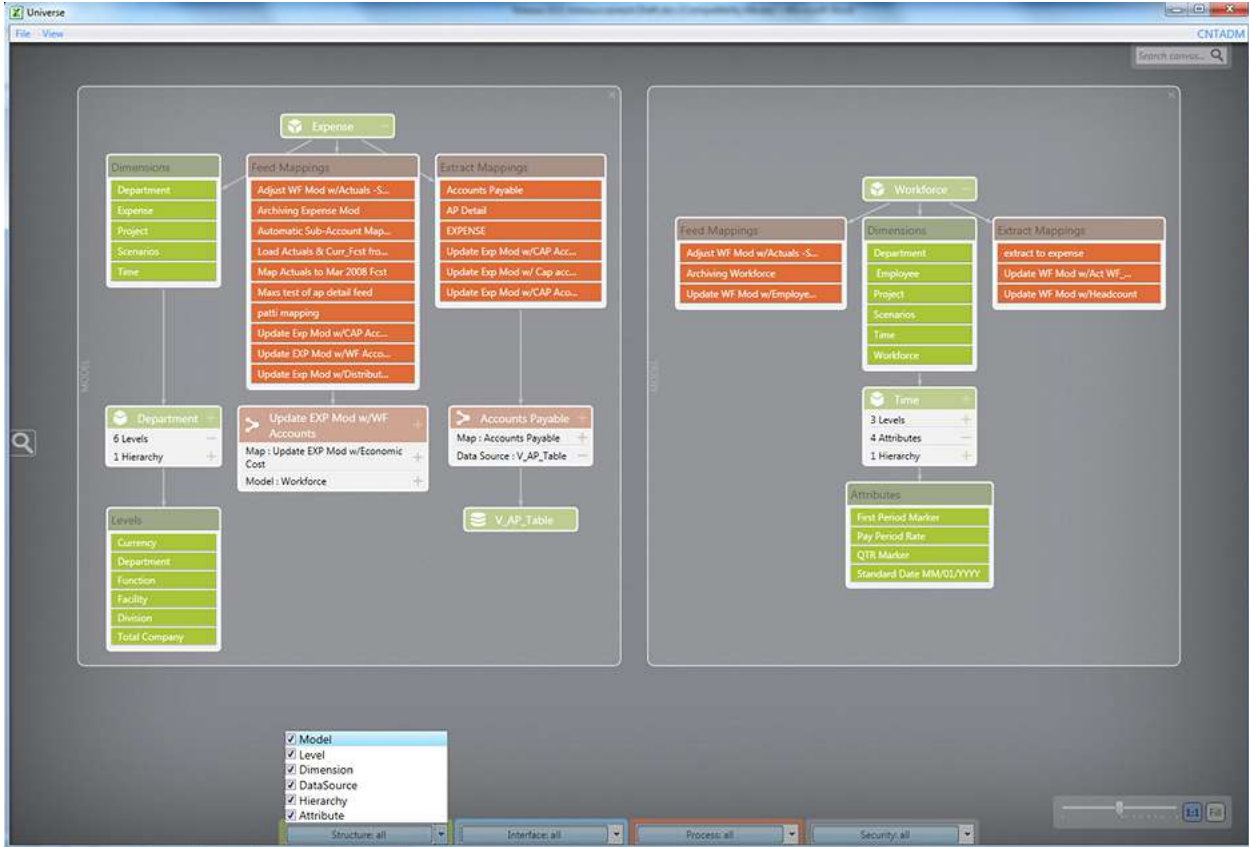 Universe
File View
CNTADM
Search canvas...
Expense
Dimensions
Department
Expense
Project
Scenarios
Time
Feed Mappings
Adjust WF Mod w/Actuals -S...
Archiving Expense Mod
Automatic Sub-Account Map...
Load Actuals & Curr_Fcst fro...
Map Actuals to Mar 2008 Fcst
Maxs test of ap detail feed
patti mapping
Update Exp Mod w/CAP Acc...
Update EXP Mod w/WF Acco...
Update Exp Mod w/Distribut...
Extract Mappings
Accounts Payable
AP Detail
EXPENSE
Update Exp Mod w/CAP Acc...
Update Exp Mod w/ Cap acc...
Update Exp Mod w/CAP Aco...
MODEL
Department
6 Levels
1 Hierarchy
Update EXP Mod w/WF
Accounts
Map : Update EXP Mod w/Economic
Cost
Model : Workforce
Accounts Payable
Map : Accounts Payable
Data Source : V_AP_Table
Levels
Currency
Department
Function
Facility
Division
Total Company
V_AP_Table
Workforce
Feed Mappings
Adjust WF Mod w/Actuals -S...
Archiving Workforce
Update WF Mod w/Employe...
Dimensions
Department
Employee
Project
Scenarios
Time
Workforce
Extract Mappings
extract to expense
Update WF Mod w/Act WF_...
Update WF Mod w/Headcount
MODEL
Time
3 Levels
4 Attributes
1 Hierarchy
Attributes
First Period Marker
Pay Period Rate
QTR Marker
Standard Date MM/01/YYYY
Model
Level
Dimension
DataSource
Hierarchy
Attribute
Structure: all
Interface: all
Process: all
Security: all
1:1
Fill